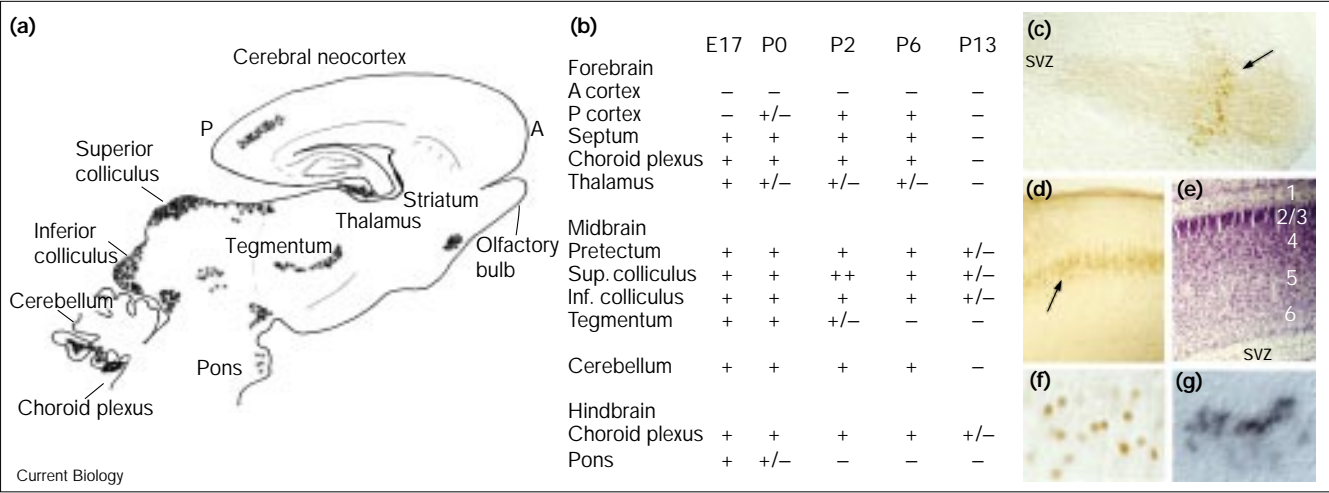 (a)
Cerebral neocortex
P
A
Superior
colliculus
Striatum
Thalamus
Inferior
colliculus
Tegmentum
Olfactory
bulb
Cerebellum
Pons
Choroid plexus
Current Biology
(b)
E17 P0 P2 P6 P13
Forebrain
A cortex – – – – –
P cortex – +/– + + –
Septum + + + + –
Choroid plexus + + + + –
Thalamus + +/– +/– +/– –
Midbrain
Pretectum + + + + +/–
Sup. colliculus + + ++ + +/–
Inf. colliculus + + + + +/–
Tegmentum + + +/– – –
Cerebellum + + + + –
Hindbrain
Choroid plexus + + + + +/–
Pons + +/– – – –
(c)
SVZ
(d)
(e)
1
2/3
4
5
6
SVZ
(f)
(g)